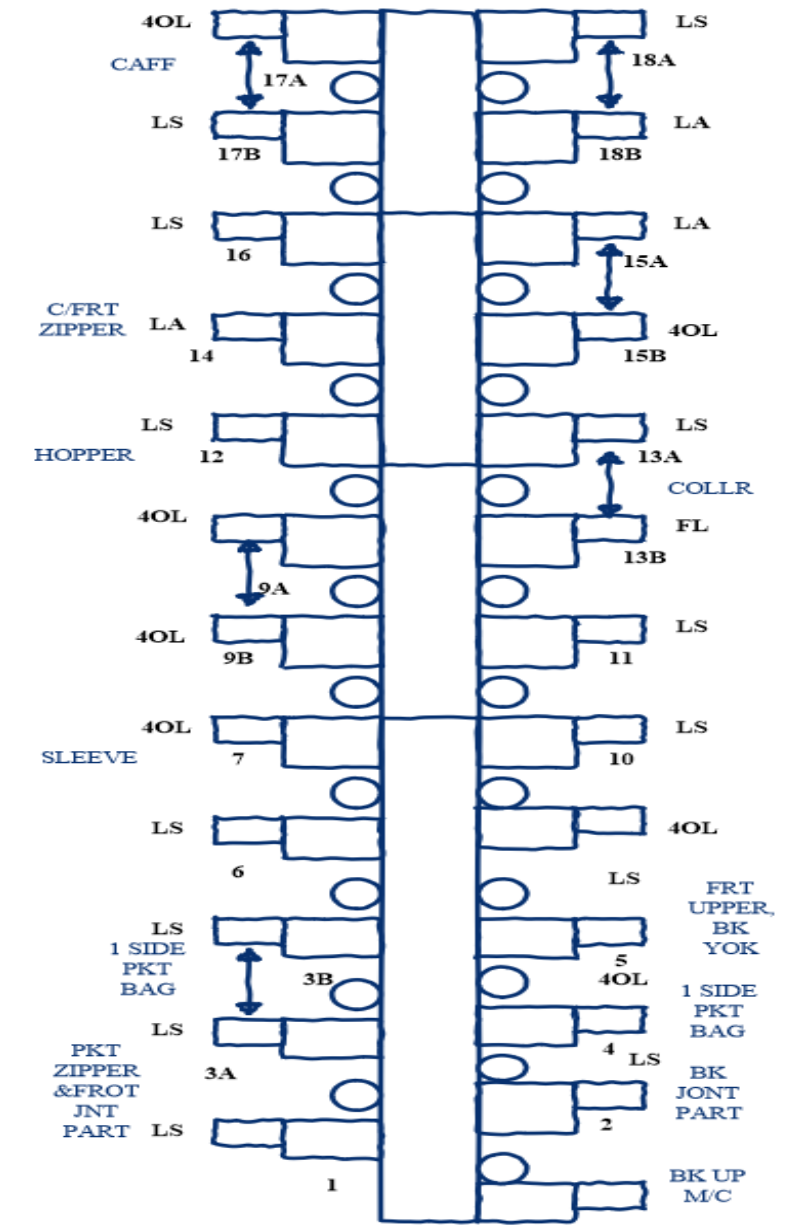 4OL LS
CAFF 17A 18A
LS LA
17B 18B
LS LA
16 15A
C/FRT
ZIPPER LA 4OL
14 15B
LS LS
HOPPER 12 13A
COLLR
4OL FL
9A 13B
4OL LS
9B 11
4OL LS
SLEEVE 7 10
LS 4OL
6 LS
FRT
UPPER,
BK
YOK
LS
1 SIDE
PKT
BAG
3B 5
4OL
1 SIDE
PKT
BAG
LS 4
3A LS
PKT
ZIPPER
&FROT
JNT
PART LS
BK
JONT
PART
2
1
BK UP
M/C